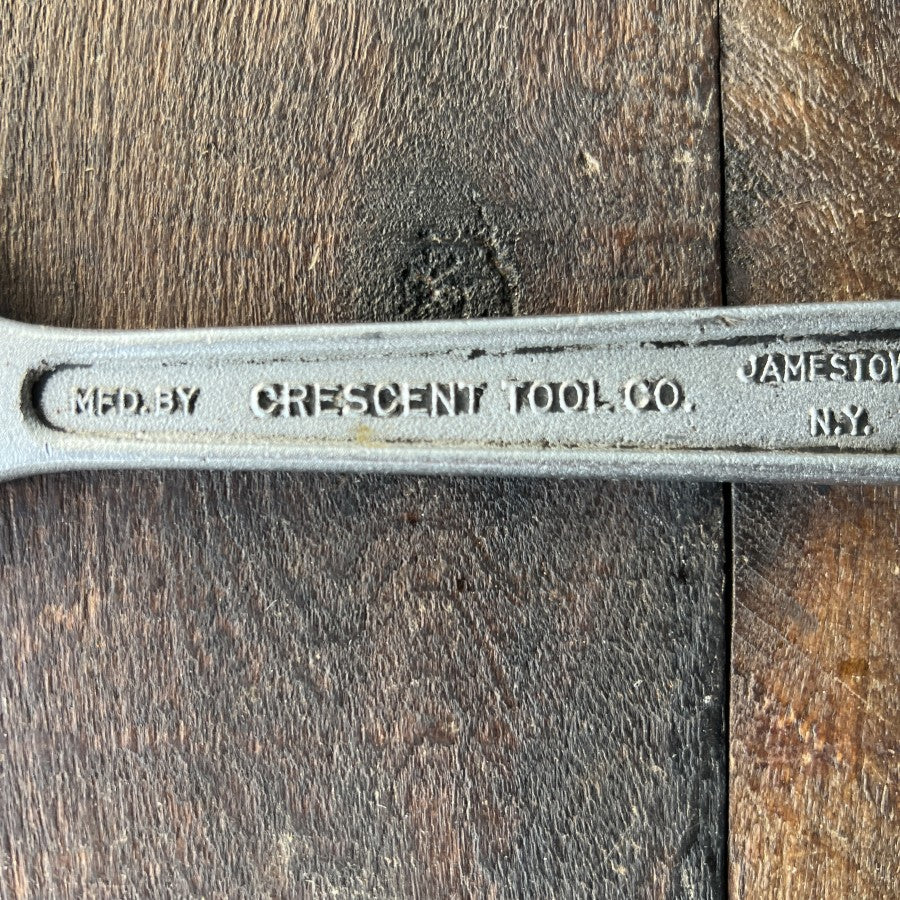 MFD. BY CRESCENT TOOL CO.
JAMESTOW
N.Y.